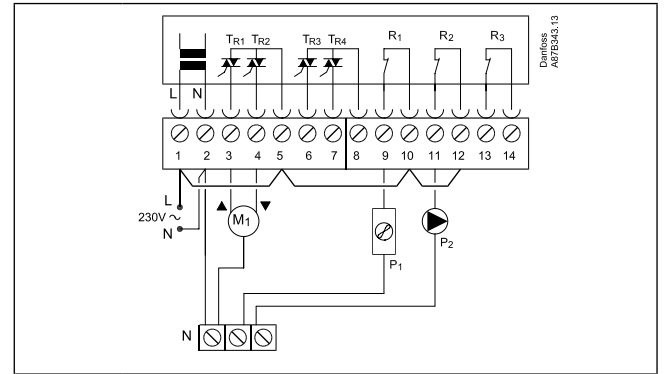 TR1 TR2 TR3 TR4 R1 R2 R3
Danfoss
A87B343.13
L N
1 2 3 4 5 6 7 8 9 10 11 12 13 14
L
230V ~
N
M1
P1
P2
N